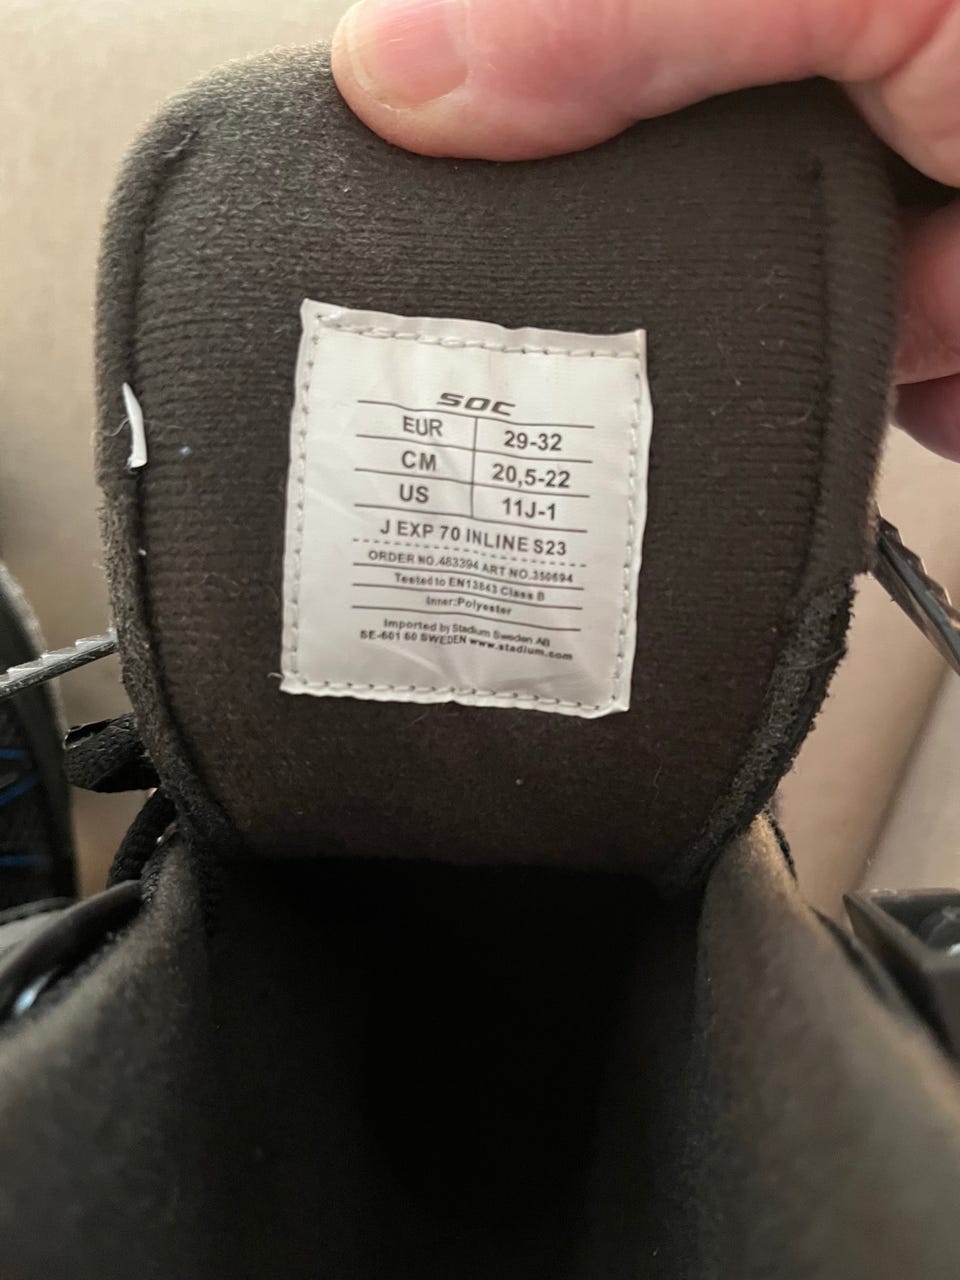 SOC
EUR 29-32
CM 20,5-22
US 11J-1
J EXP 70 INLINE S23
ORDER NO.483394 ART NO.350694
Tested to EN13843 Class B
Inner:Polyester
Imported by Stadium Sweden AB
SE-601 60 SWEDEN www.stadium.com